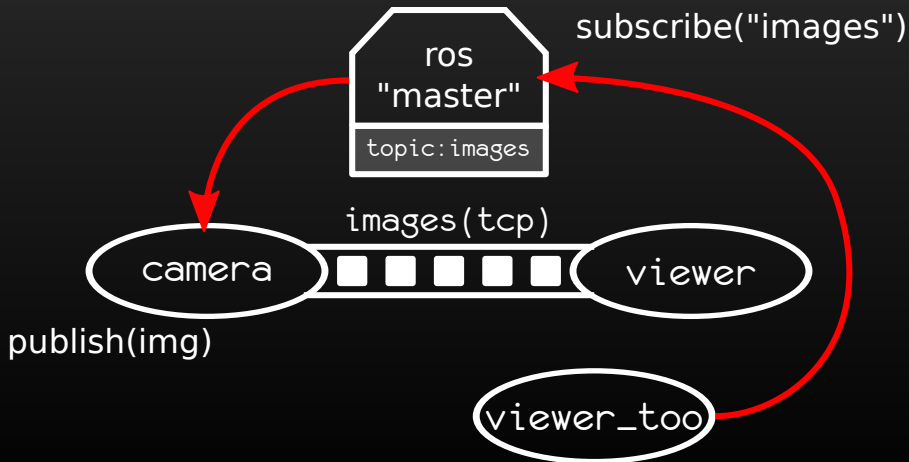 subscribe("images")
ros
"master"
topic:images
images(tcp)
camera
viewer
publish(img)
viewer_too